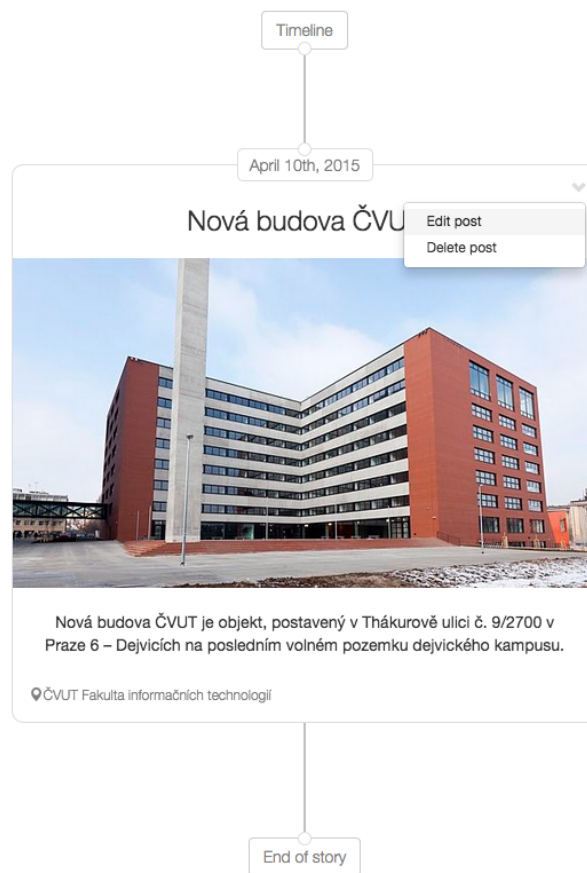 Timeline
April 10th, 2015
Nová budova ČVU
Edit post
Delete post
Nová budova ČVUT je objekt, postavený v Thákurově ulici č. 9/2700 v
Praze 6 – Dejvicích na posledním volném pozemku dejvického kampusu.
ČVUT Fakulta informačních technologií
End of story